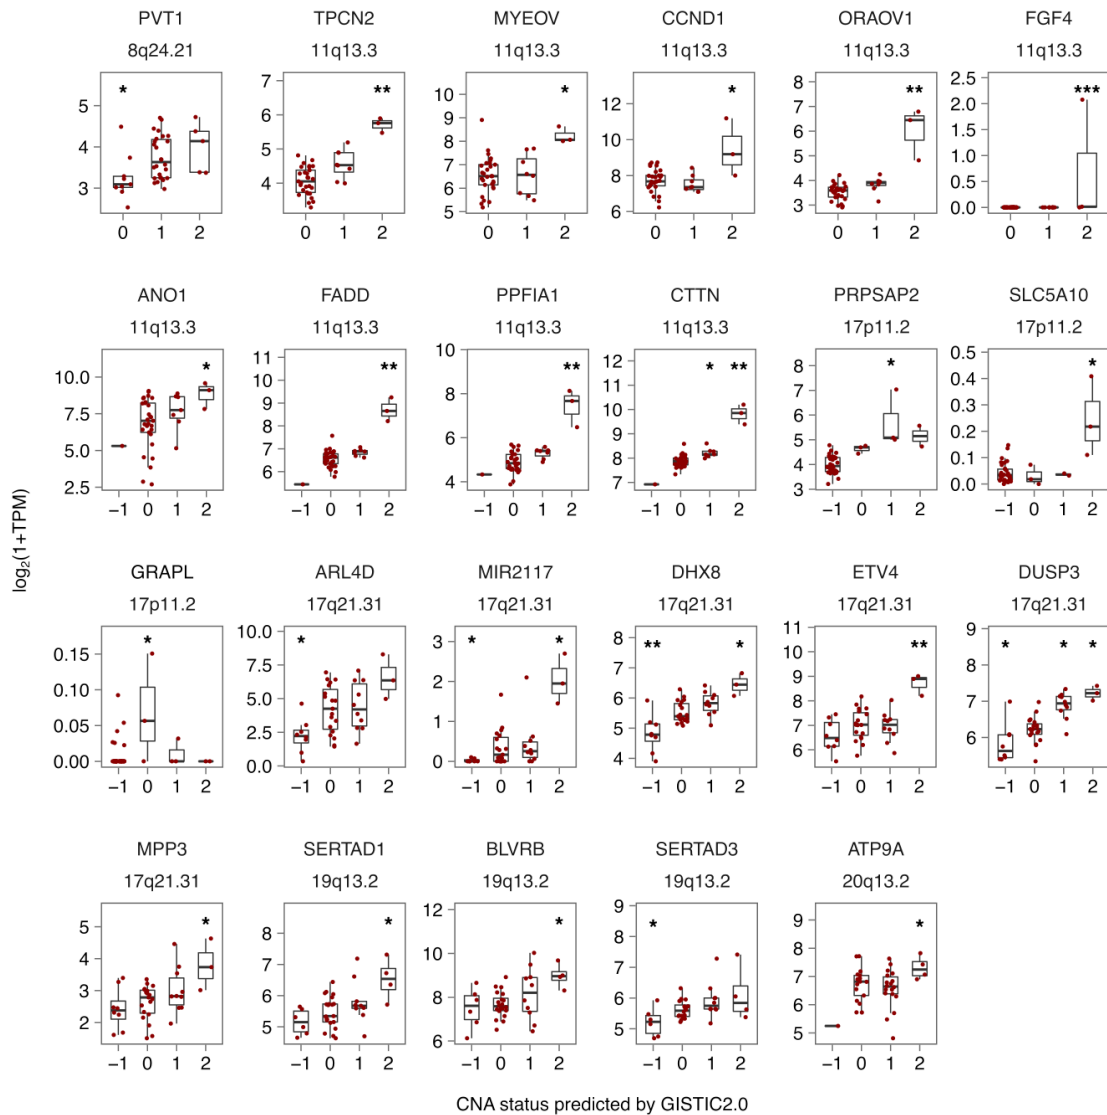 PVT1 TPCN2 MYEOV CCND1 ORAOV1 FGF4
8q24.21 11q13.3 11q13.3 11q13.3 11q13.3 11q13.3
* ** * * ** ***
5 4 3
7 6 5 4
10 9 8 7 6 5
12 10 8 6
8 7 6 5 4 3
2.5 2.0 1.5 1.0 0.5 0.0
0 1 2 0 1 2 0 1 2 0 1 2 0 1 2 0 1 2
ANO1 FADD PPFIA1 CTTN PRPSAP2 SLC5A10
11q13.3 11q13.3 11q13.3 11q13.3 17p11.2 17p11.2
* ** ** * ** * *
10.0 7.5 5.0 2.5
11 10 9 8 7 6
10 8 6 4
12 11 10 9 8 7
8 7 6 5 4 3
0.5 0.4 0.3 0.2 0.1 0.0
−1 0 1 2 −1 0 1 2 −1 0 1 2 −1 0 1 2 −1 0 1 2 −1 0 1 2
log2(1+TPM)
GRAPL ARL4D MIR2117 DHX8 ETV4 DUSP3
17p11.2 17q21.31 17q21.31 17q21.31 17q21.31 17q21.31
* * * * ** * ** * * *
0.15 0.10 0.05 0.00
10.0 7.5 5.0 2.5 0.0
3 2 1 0
8 7 6 5 4
11 10 9 8 7 6
9 8 7 6
−1 0 1 2 −1 0 1 2 −1 0 1 2 −1 0 1 2 −1 0 1 2 −1 0 1 2
MPP3 SERTAD1 BLVRB SERTAD3 ATP9A
17q21.31 19q13.2 19q13.2 19q13.2 20q13.2
* * * * *
5 4 3 2
8 7 6 5
12 10 8 6
8 7 6 5
9 8 7 6 5
−1 0 1 2 −1 0 1 2 −1 0 1 2 −1 0 1 2 −1 0 1 2
CNA status predicted by GISTIC2.0